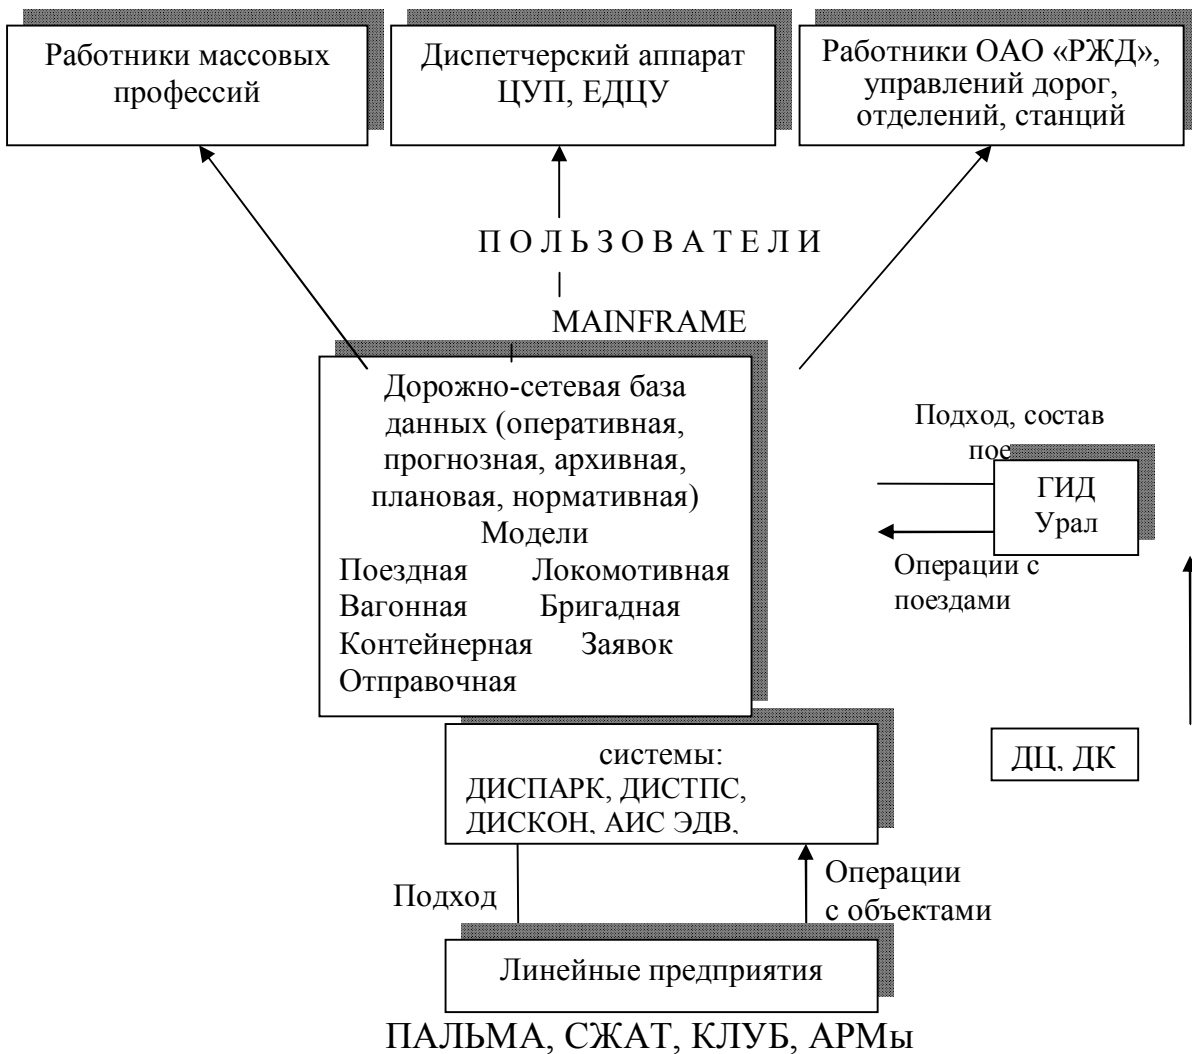 Работники массовых
профессий
Диспетчерский аппарат
ЦУП, ЕДЦУ
Работники ОАО «РЖД»,
управлений дорог,
отделений, станций
П О Л Ь З О В А Т Е Л И
MAINFRAME
Дорожно-сетевая база
данных (оперативная,
прогнозная, архивная,
плановая, нормативная)
Модели
Поездная Локомотивная
Вагонная Бригадная
Контейнерная Заявок
Отправочная
Подход, состав
пое
ГИД
Урал
Операции с
поездами
системы:
ДИСПАРК, ДИСТПС,
ДИСКОН, АИС ЭДВ,
ДЦ, ДК
Подход
Операции
с объектами
Линейные предприятия
ПАЛЬМА, СЖАТ, КЛУБ, АРМы